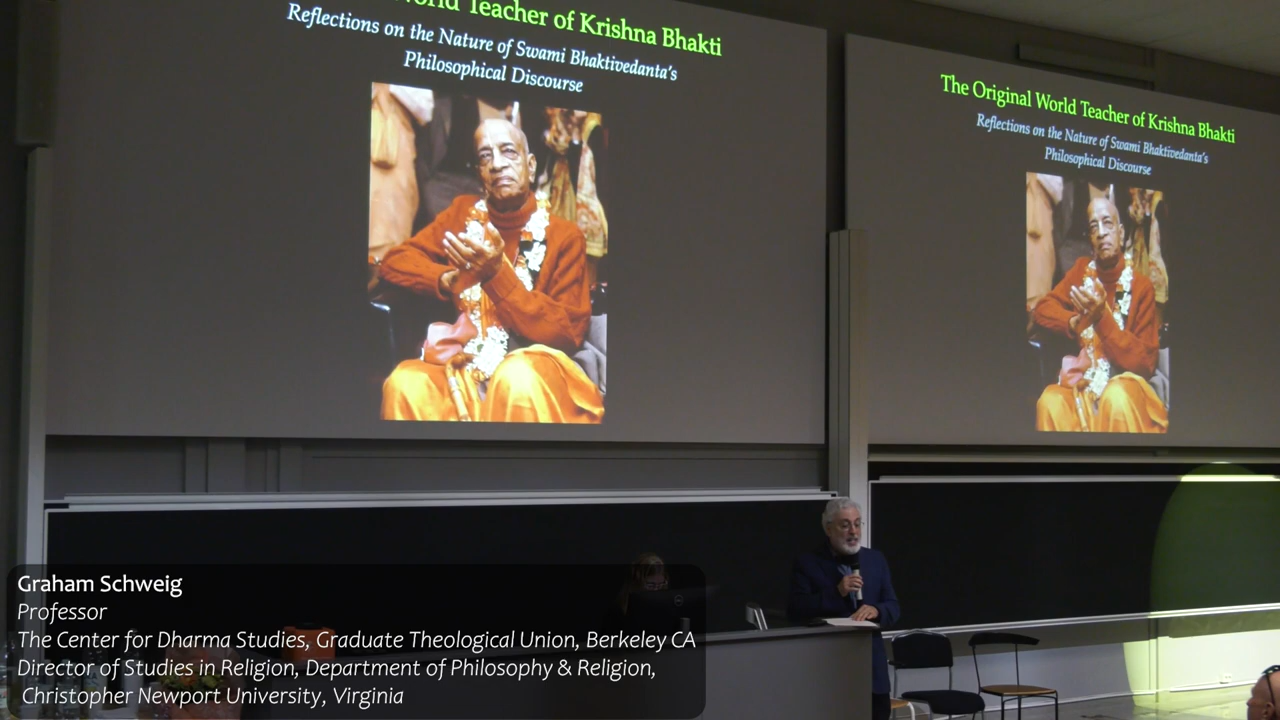 World Teacher of Krishna Bhakti
Reflections on the Nature of Swami Bhaktivedanta's
Philosophical Discourse
The Original World Teacher of Krishna Bhakti
Reflections on the Nature of Swami Bhaktivedanta's
Philosophical Discourse
Graham Schweig
Professor
The Center for Dharma Studies, Graduate Theological Union, Berkeley CA
Director of Studies in Religion, Department of Philosophy & Religion,
Christopher Newport University, Virginia